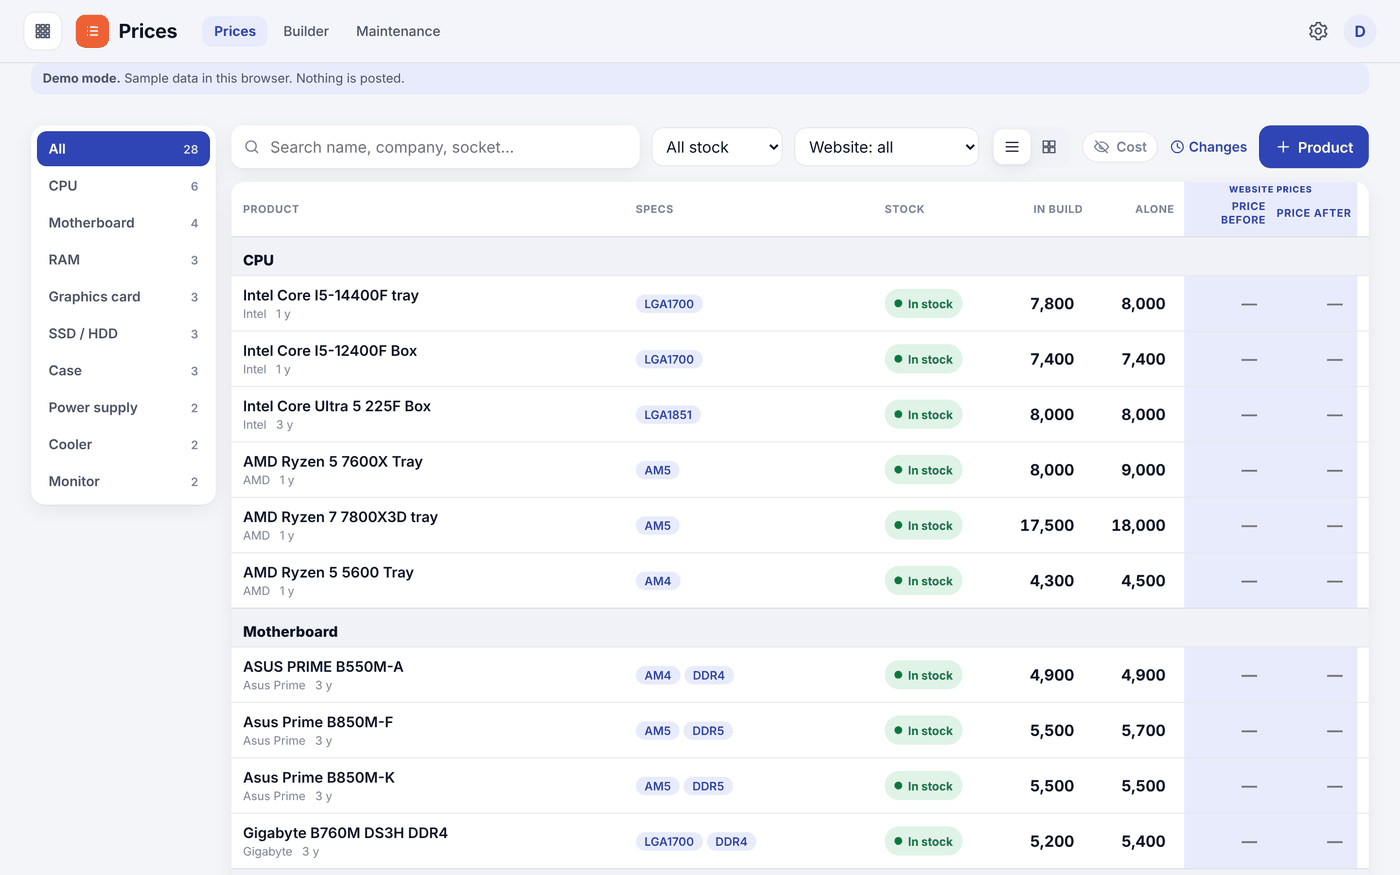 Prices
Prices Builder Maintenance
D
Demo mode. Sample data in this browser. Nothing is posted.
All 28
CPU 6
Motherboard 4
RAM 3
Graphics card 3
SSD / HDD 3
Case 3
Power supply 2
Cooler 2
Monitor 2
Search name, company, socket...
All stock
Website: all
Cost
Changes
+ Product
WEBSITE PRICES
PRODUCT SPECS STOCK IN BUILD ALONE PRICE BEFORE PRICE AFTER
CPU
Intel Core I5-14400F tray LGA1700 In stock 7,800 8,000 — —
Intel 1 y
Intel Core I5-12400F Box LGA1700 In stock 7,400 7,400 — —
Intel 1 y
Intel Core Ultra 5 225F Box LGA1851 In stock 8,000 8,000 — —
Intel 3 y
AMD Ryzen 5 7600X Tray AM5 In stock 8,000 9,000 — —
AMD 1 y
AMD Ryzen 7 7800X3D tray AM5 In stock 17,500 18,000 — —
AMD 1 y
AMD Ryzen 5 5600 Tray AM4 In stock 4,300 4,500 — —
AMD 1 y
Motherboard
ASUS PRIME B550M-A AM4 DDR4 In stock 4,900 4,900 — —
Asus Prime 3 y
Asus Prime B850M-F AM5 DDR5 In stock 5,500 5,700 — —
Asus Prime 3 y
Asus Prime B850M-K AM5 DDR5 In stock 5,500 5,500 — —
Asus Prime 3 y
Gigabyte B760M DS3H DDR4 LGA1700 DDR4 In stock 5,200 5,400 — —
Gigabyte 3 y